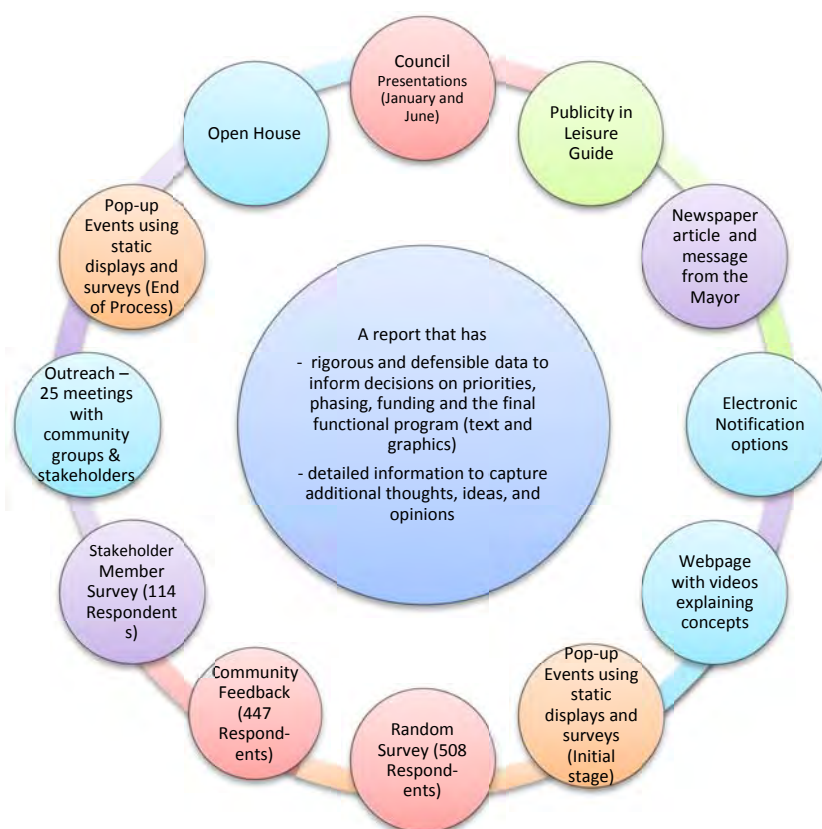 Council
Presentations
(January and
June)
Publicity in
Leisure
Guide
Newspaper
article and
message
from the
Mayor
Electronic
Notification
options
Webpage
with videos
explaining
concepts
Pop-up
Events using
static
displays and
surveys
(Initial
stage)
Random
Survey (508
Respond-
ents)
Community
Feedback
(447
Respond-
ents)
Stakeholder
Member
Survey (114
Respondent
s)
Outreach –
25 meetings
with
community
groups &
stakeholders
Pop-up
Events using
static
displays and
surveys (End
of Process)
Open House
A report that has
- rigorous and defensible data to
inform decisions on priorities,
phasing, funding and the final
functional program (text and
graphics)
- detailed information to capture
additional thoughts, ideas, and
opinions